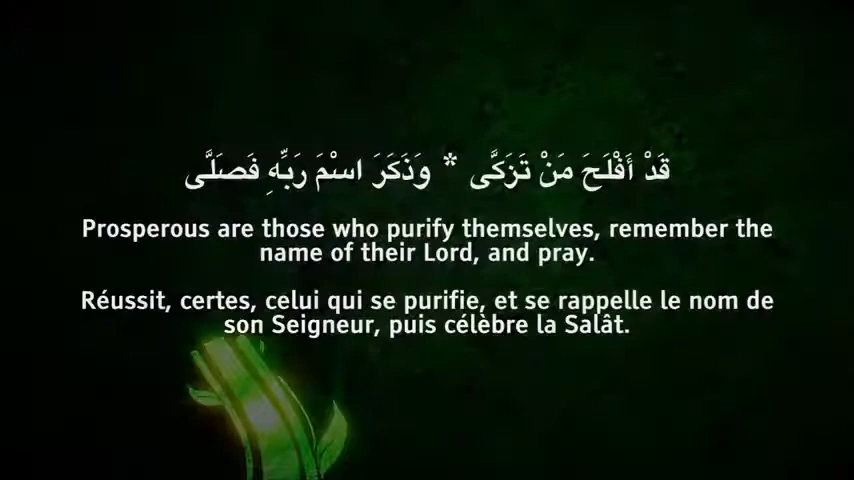 قَدْ أَفْلَحَ مَنْ تَزَكَّى * وَذَكَرَ اسْمَ رَبِّهِ فَصَلَّى
Prosperous are those who purify themselves, remember the
name of their Lord, and pray.
Réussit, certes, celui qui se purifie, et se rappelle le nom de
son Seigneur, puis célèbre la Salât.